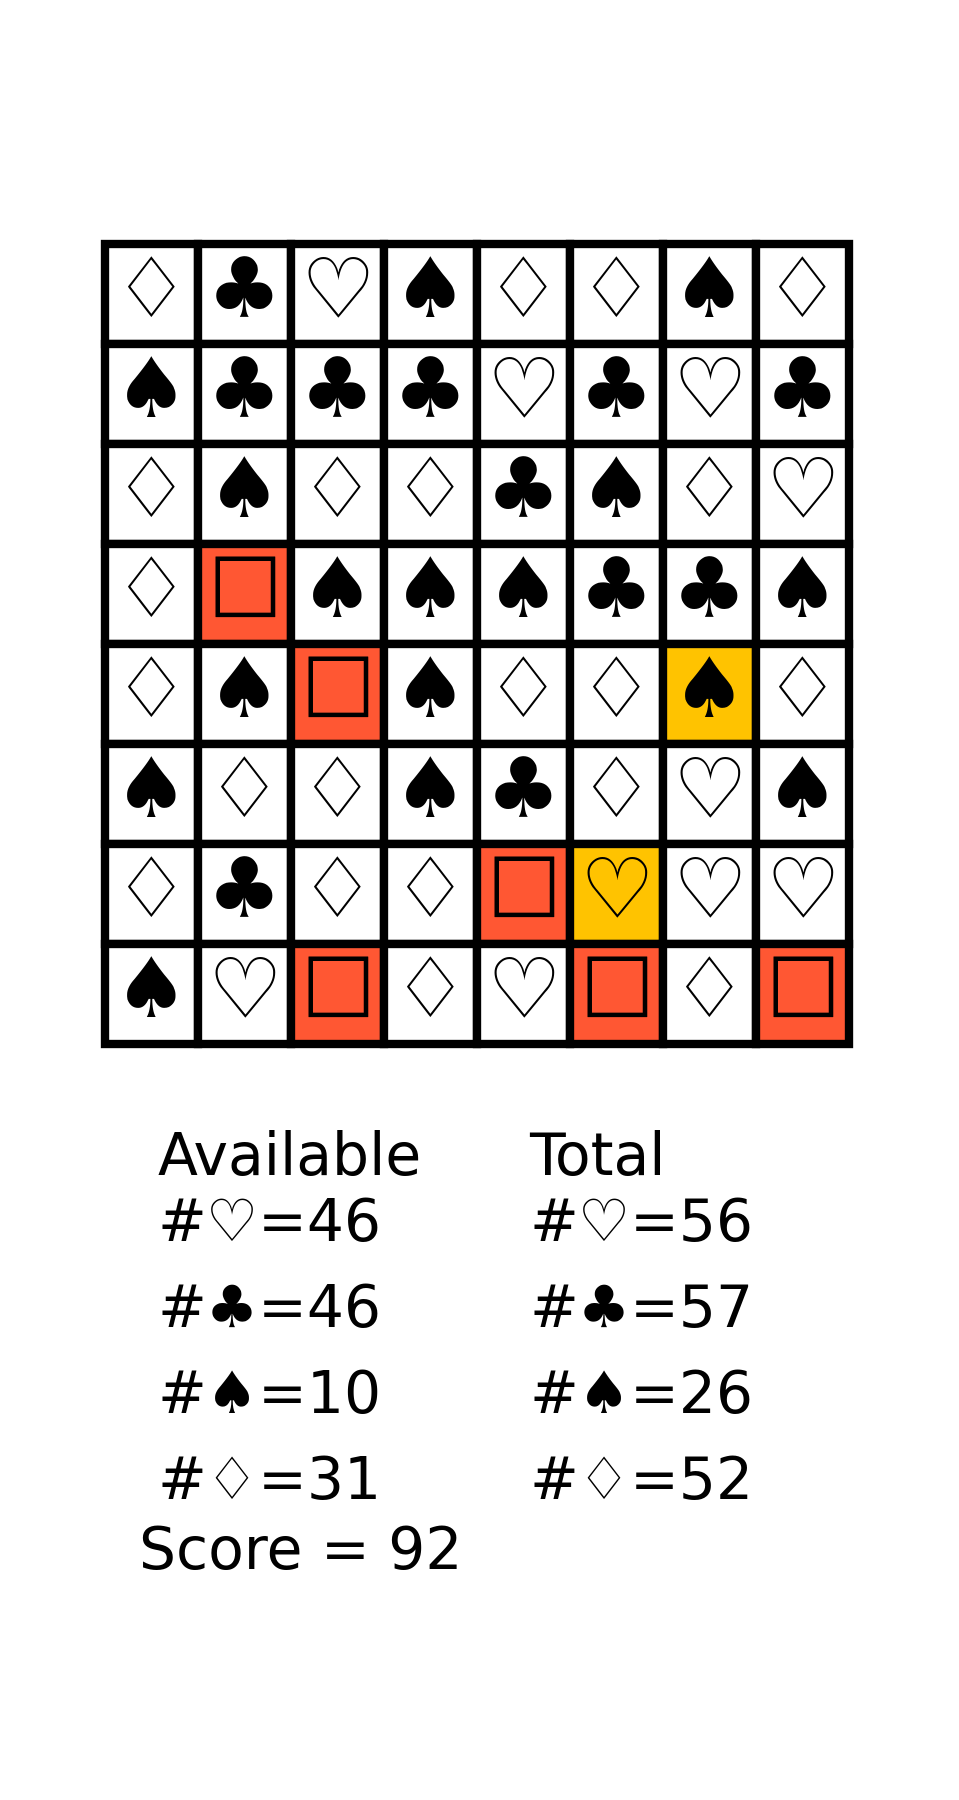 ♢ ♣ ♡ ♠ ♢ ♢ ♠ ♢
♠ ♣ ♣ ♣ ♡ ♣ ♡ ♣
♢ ♠ ♢ ♢ ♣ ♠ ♢ ♡
♢ □ ♠ ♠ ♠ ♣ ♣ ♠
♢ ♠ □ ♠ ♢ ♢ ♠ ♢
♠ ♢ ♢ ♠ ♣ ♢ ♡ ♠
♢ ♣ ♢ ♢ □ ♡ ♡ ♡
♠ ♡ □ ♢ ♡ □ ♢ □
Available Total
#♡=46 #♡=56
#♣=46 #♣=57
#♠=10 #♠=26
#♢=31 #♢=52
Score = 92